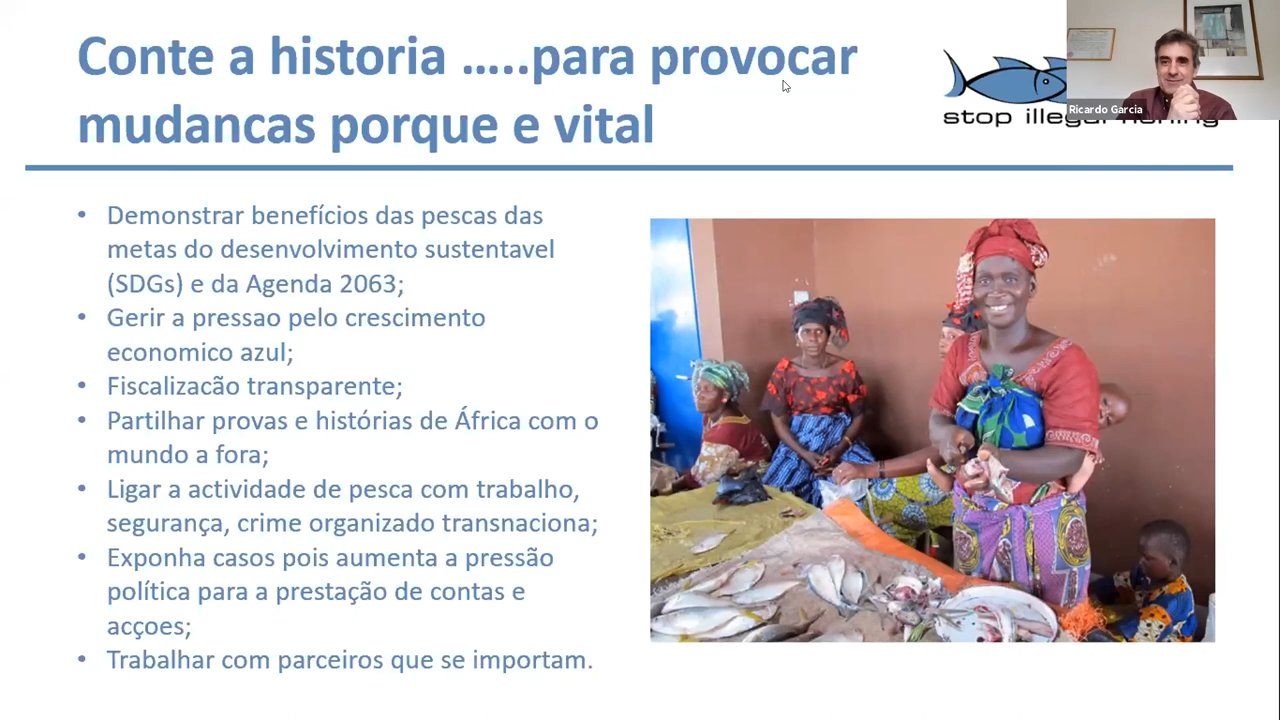 Conte a historia …..para provocar
mudancas porque e vital
stop illegal fishing
Ricardo Garcia
• Demonstrar benefícios das pescas das
metas do desenvolvimento sustentavel
(SDGs) e da Agenda 2063;
• Gerir a pressao pelo crescimento
economico azul;
• Fiscalizacão transparente;
• Partilhar provas e histórias de África com o
mundo a fora;
• Ligar a actividade de pesca com trabalho,
segurança, crime organizado transnaciona;
• Exponha casos pois aumenta a pressão
política para a prestação de contas e
acçoes;
• Trabalhar com parceiros que se importam.